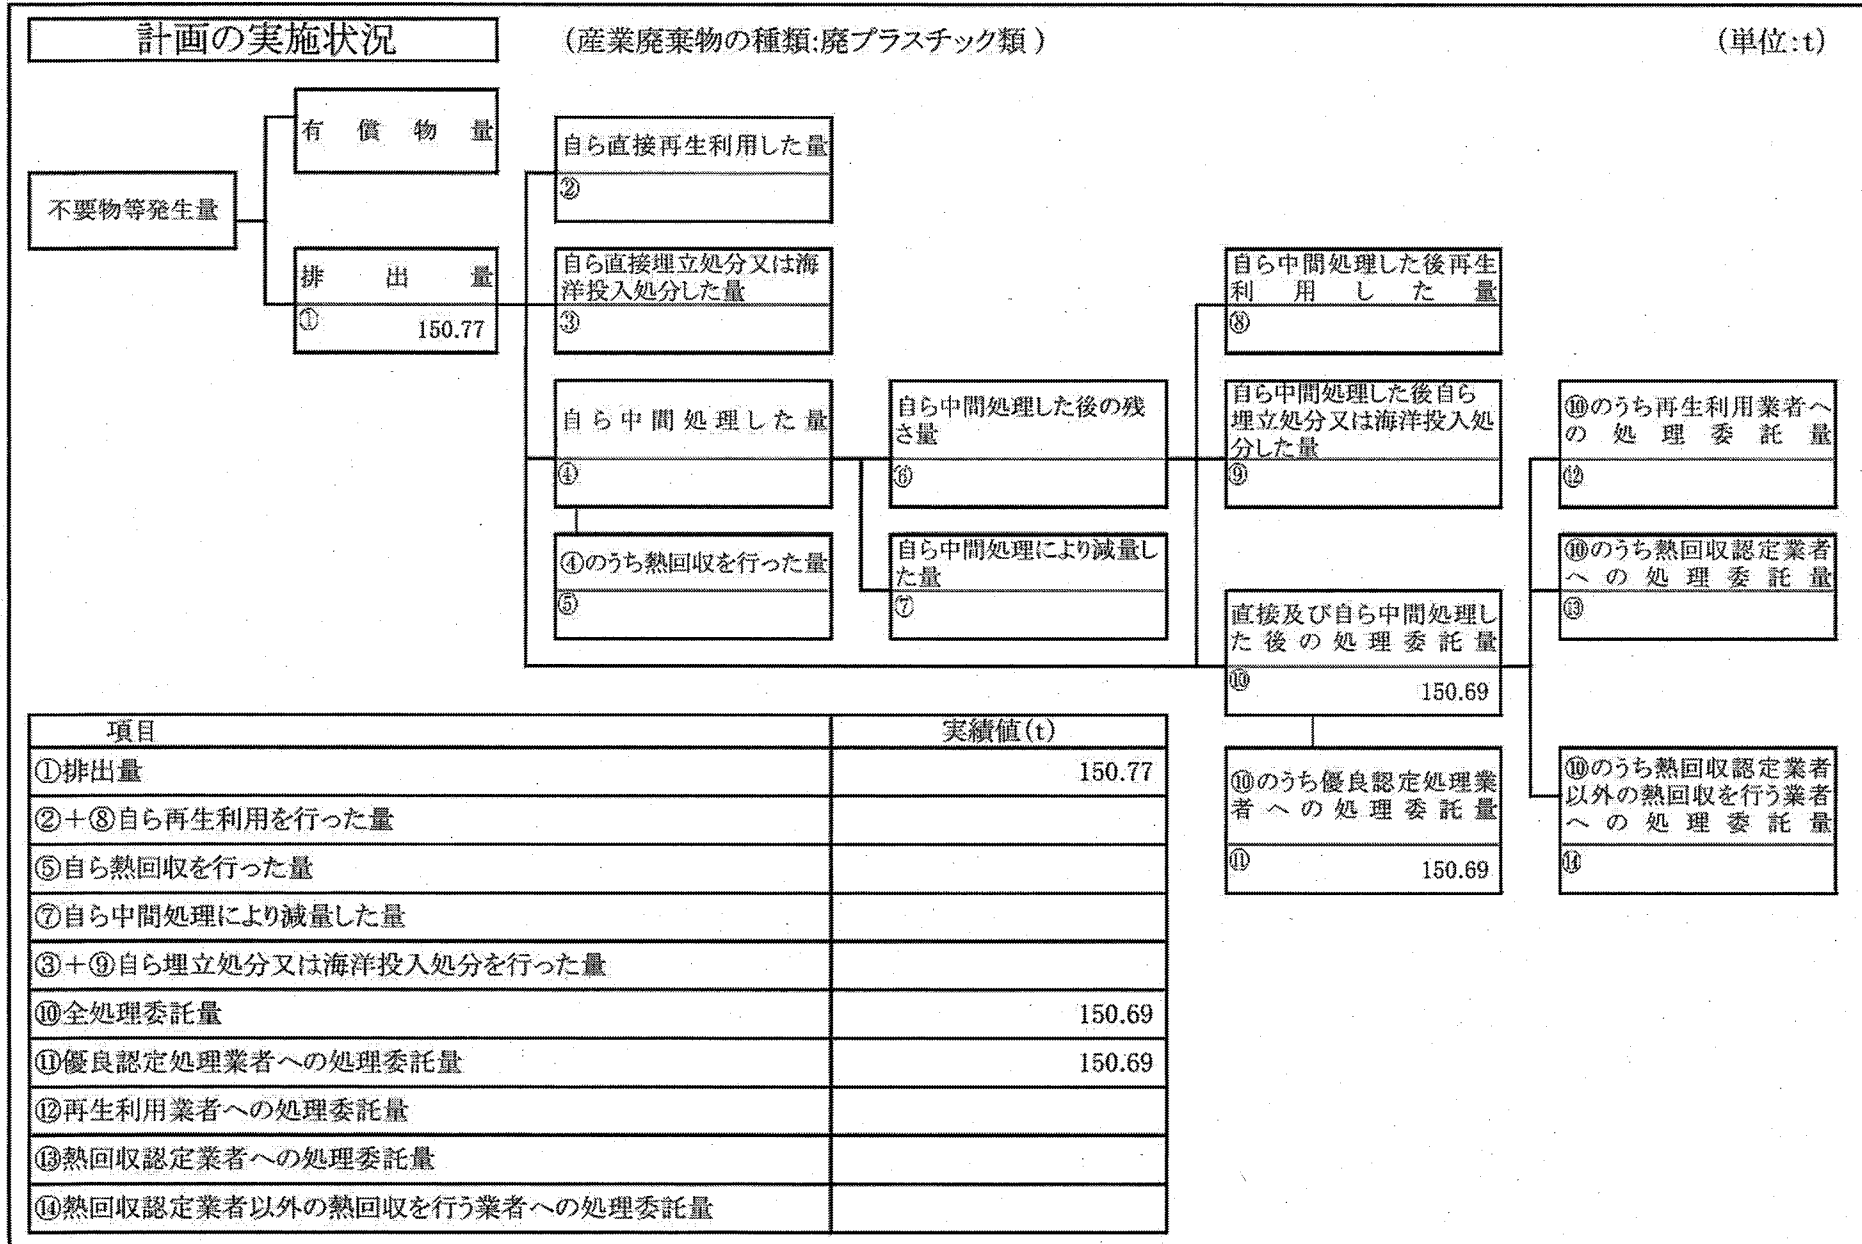 計画の実施状況
(産業廃棄物の種類:廃プラスチック類)
(単位:t)
有償物量
不要物等発生量
排出量
① 150.77
自ら直接再生利用した量
②
自ら直接埋立処分又は海
洋投入処分した量
③
自ら中間処理した量
④
④のうち熱回収を行った量
⑤
自ら中間処理した後の残
さ量
⑥
自ら中間処理により減量し
た量
⑦
自ら中間処理した後再生
利用した量
⑧
自ら中間処理した後自ら
埋立処分又は海洋投入処
分した量
⑨
直接及び自ら中間処理し
た後の処理委託量
⑩ 150.69
⑩のうち優良認定処理業
者への処理委託量
⑪ 150.69
⑩のうち再生利用業者へ
の処理委託量
⑫
⑩のうち熱回収認定業者
への処理委託量
⑬
⑩のうち熱回収認定業者
以外の熱回収を行う業者
への処理委託量
⑭
項目 実績値(t)
①排出量 150.77
②+⑧自ら再生利用を行った量
⑤自ら熱回収を行った量
⑦自ら中間処理により減量した量
③+⑨自ら埋立処分又は海洋投入処分を行った量
⑩全処理委託量 150.69
⑪優良認定処理業者への処理委託量 150.69
⑫再生利用業者への処理委託量
⑬熱回収認定業者への処理委託量
⑭熱回収認定業者以外の熱回収を行う業者への処理委託量